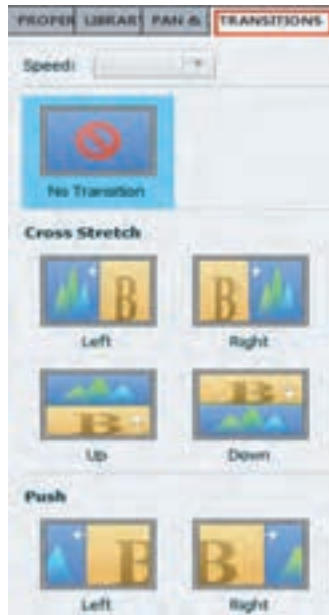 PROPER LIBRAR PAN & TRANSITIONS
Speed:
No Transition
Cross Stretch
B B
Left Right
B B
Up Down
Push
B B
Left Right